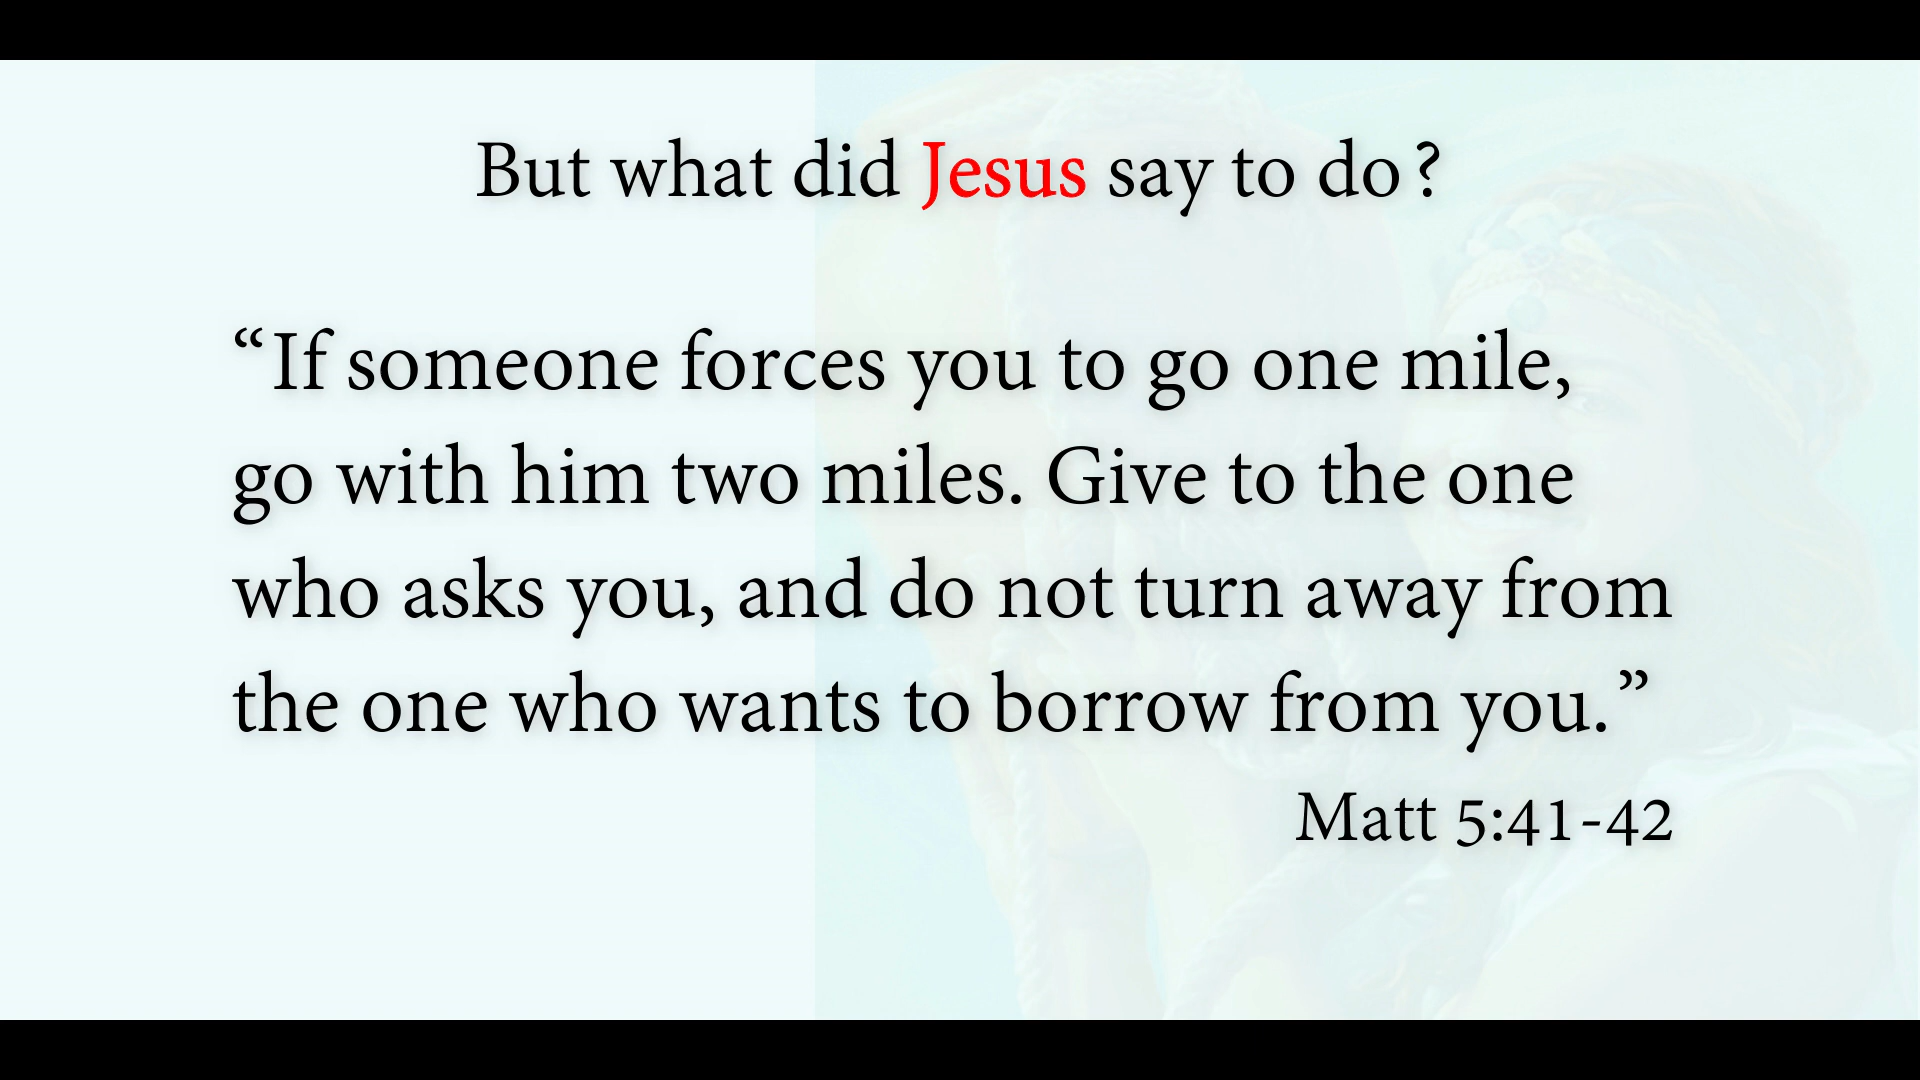 But what did Jesus say to do?
“If someone forces you to go one mile,
go with him two miles. Give to the one
who asks you, and do not turn away from
the one who wants to borrow from you.”
Matt 5:41-42